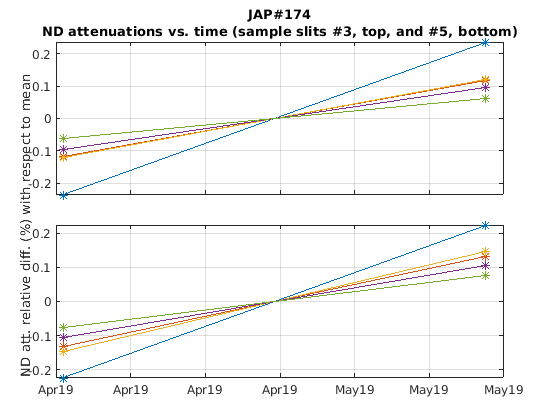 JAP#174
ND attenuations vs. time (sample slits #3, top, and #5, bottom)
0.2
0.1
0
-0.1
-0.2
0.2
0.1
0
-0.1
-0.2
ND att. relative diff. (%) with respect to mean
Apr19 Apr19 Apr19 Apr19 May19 May19 May19